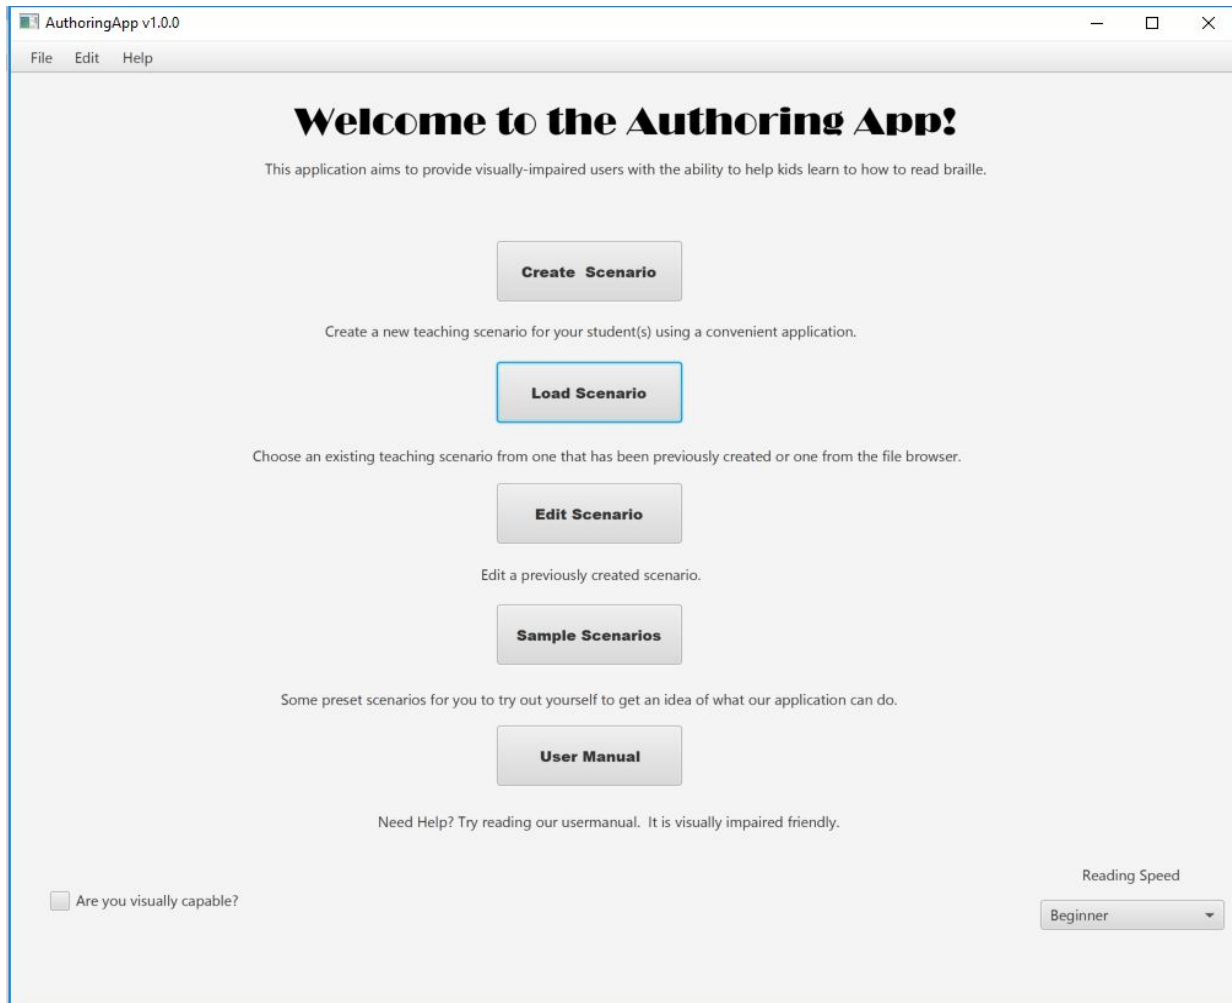 AuthoringApp v1.0.0
File Edit Help
Welcome to the Authoring App!
This application aims to provide visually-impaired users with the ability to help kids learn to how to read braille.
Create  Scenario
Create a new teaching scenario for your student(s) using a convenient application.
Load Scenario
Choose an existing teaching scenario from one that has been previously created or one from the file browser.
Edit Scenario
Edit a previously created scenario.
Sample Scenarios
Some preset scenarios for you to try out yourself to get an idea of what our application can do.
User Manual
Need Help? Try reading our usermanual.  It is visually impaired friendly.
Reading Speed
Are you visually capable?
Beginner